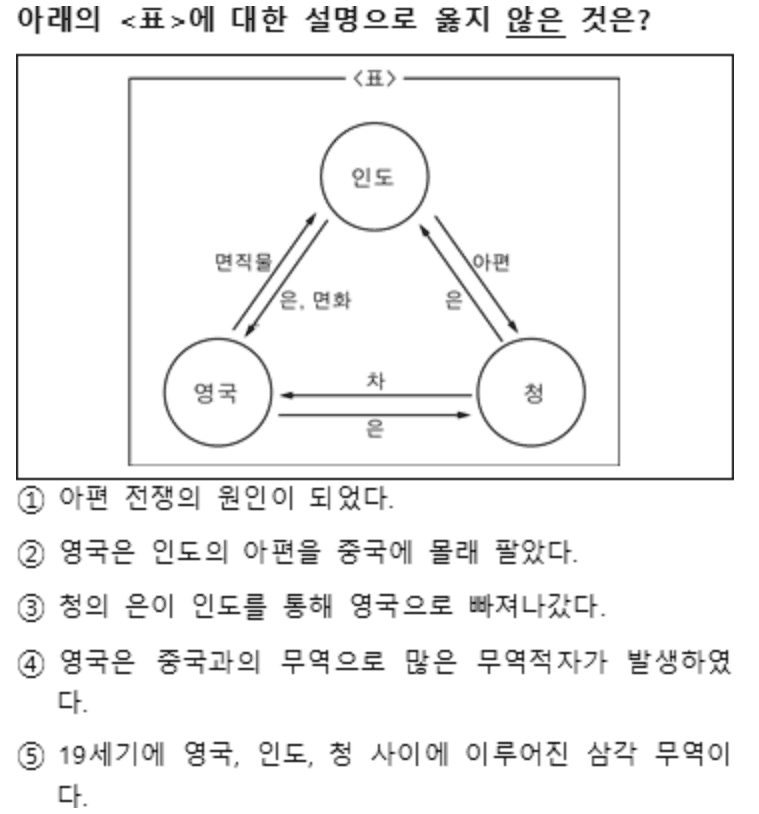 아래의 <표>에 대한 설명으로 옳지 않은 것은?
<표>
인도
면직물
아편
은, 면화
은
영국
차
청
은
① 아편 전쟁의 원인이 되었다.
② 영국은 인도의 아편을 중국에 몰래 팔았다.
③ 청의 은이 인도를 통해 영국으로 빠져나갔다.
④ 영국은 중국과의 무역으로 많은 무역적자가 발생하였
다.
⑤ 19세기에 영국, 인도, 청 사이에 이루어진 삼각 무역이
다.